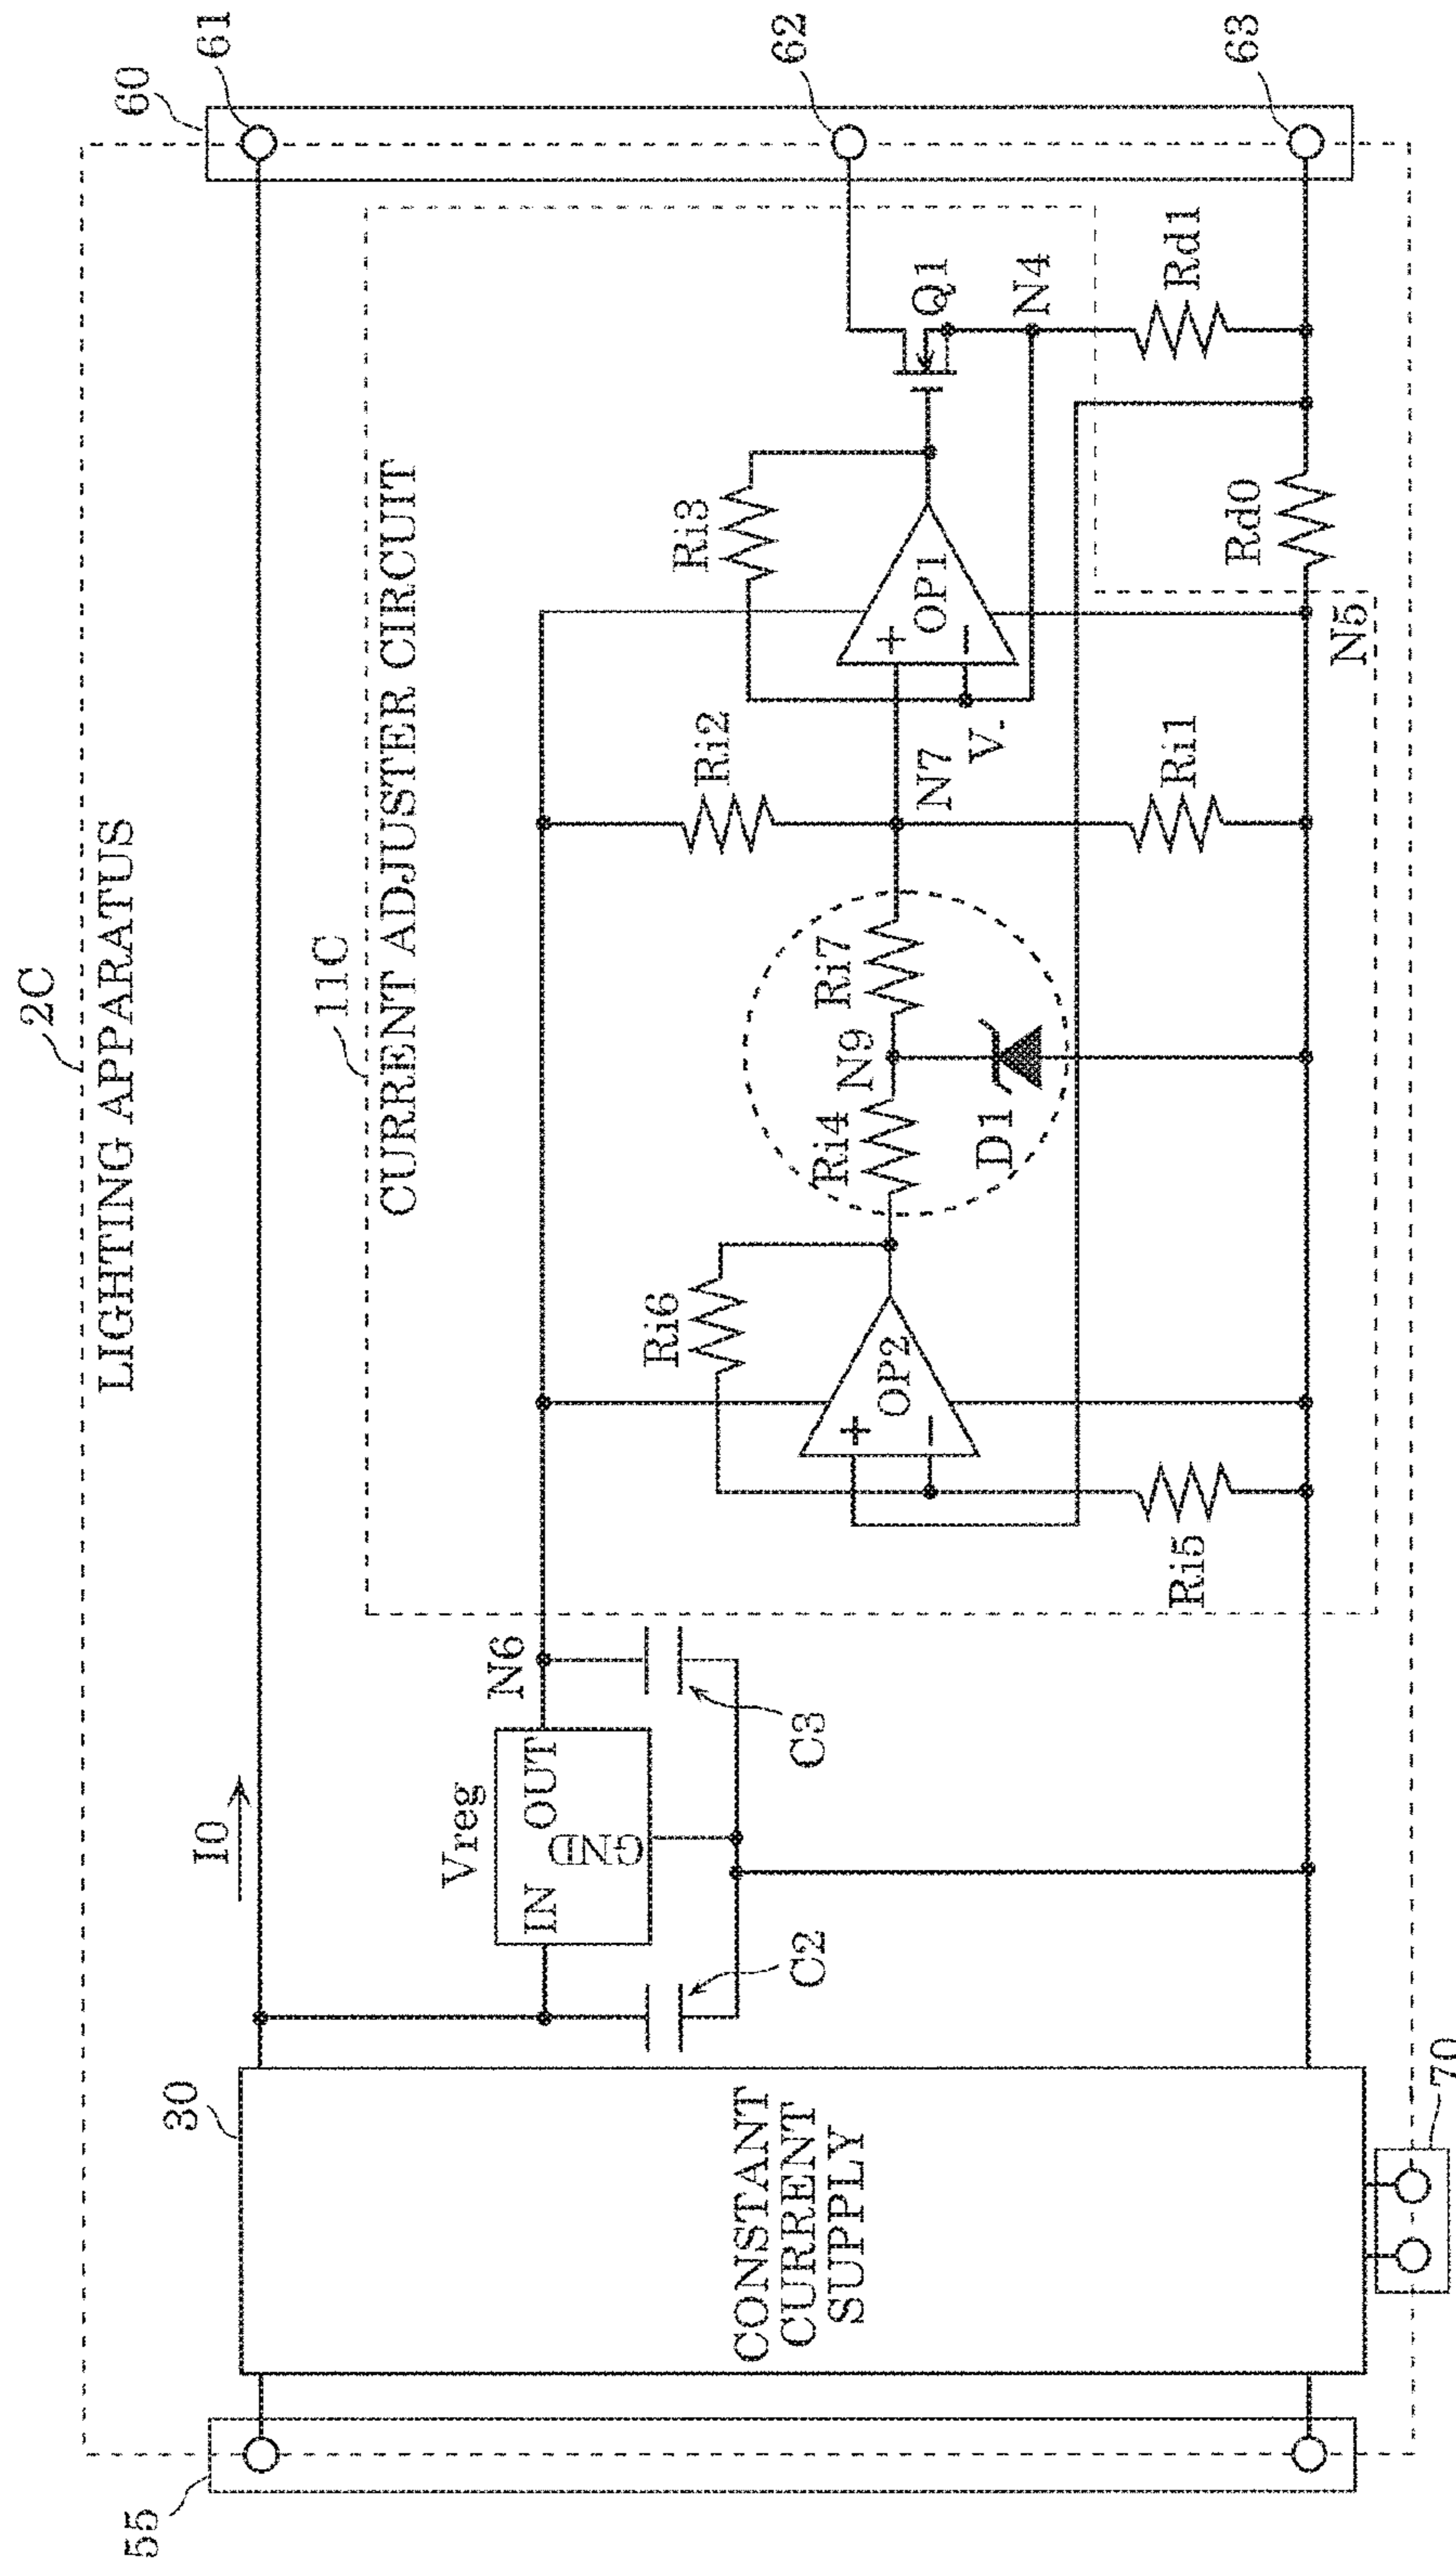 2C
LIGHTING APPARATUS
60
61
62
63
30
I0
11C
CURRENT ADJUSTER CIRCUIT
Vreg
IN
OUT
GND
N6
C2
C3
CONSTANT
CURRENT
SUPPLY
Ri6
+
−
OP2
Ri5
Ri4
N9
Ri7
D1
Ri2
N7
Ri1
V-
Ri3
+
−
OP1
Q1
N4
Rd1
Rd0
N5
55
70